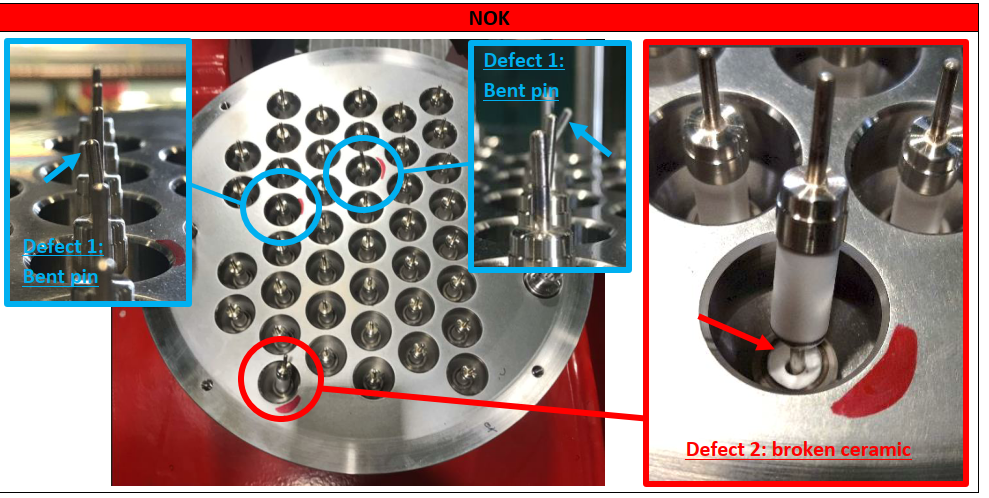 NOK
Defect 1:
Bent pin
Defect 1:
Bent pin
Defect 2: broken ceramic